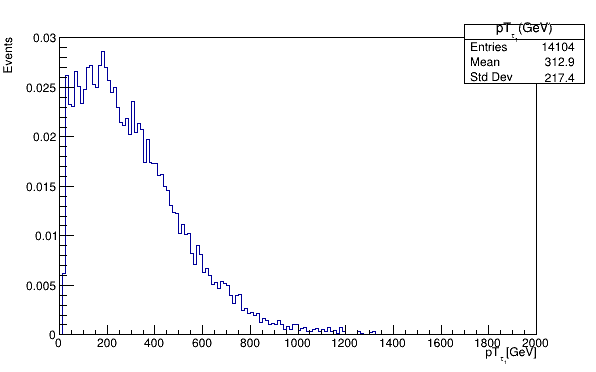 pT_τ₁ (GeV)
Entries 14104
Mean 312.9
Std Dev 217.4
Events
0.03
0.025
0.02
0.015
0.01
0.005
0
0 200 400 600 800 1000 1200 1400 1600 1800 2000
pT_τ₁ [GeV]